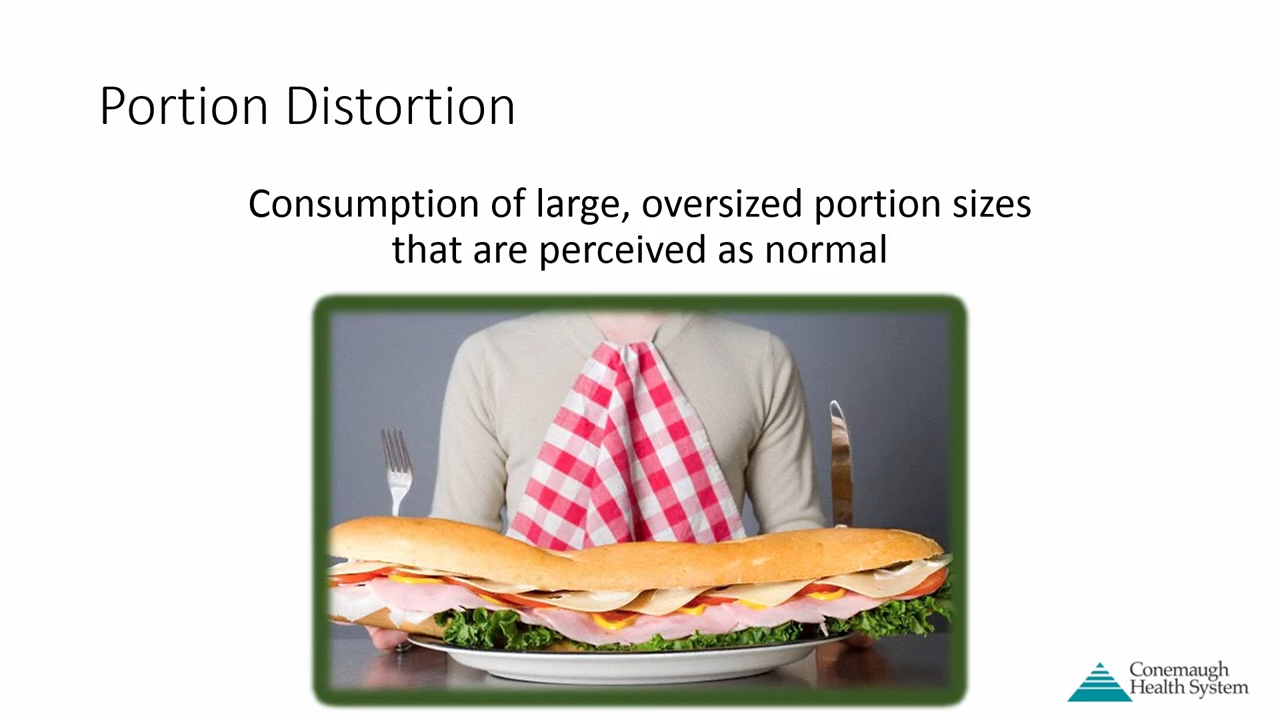 Portion Distortion
Consumption of large, oversized portion sizes
that are perceived as normal
Conemaugh
Health System